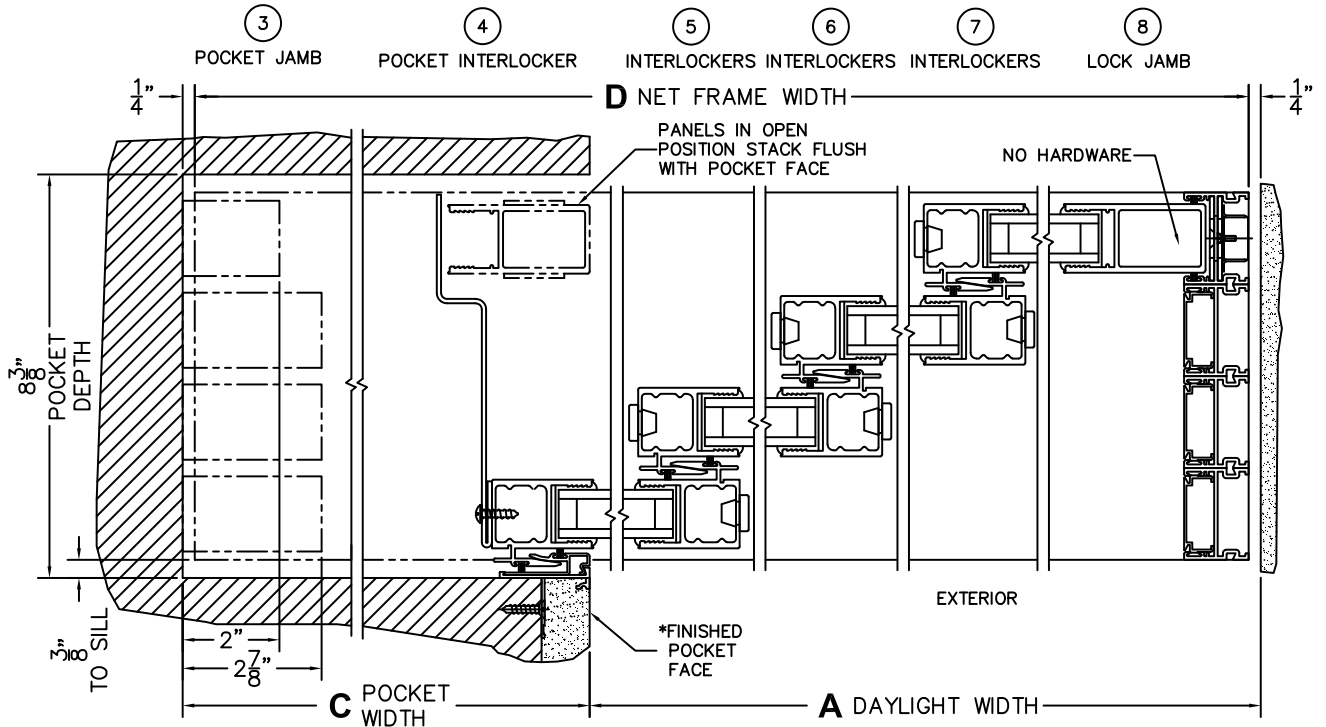 3
POCKET JAMB
4
POCKET INTERLOCKER
5
INTERLOCKERS
6
INTERLOCKERS
7
INTERLOCKERS
8
LOCK JAMB
1/4"
D NET FRAME WIDTH
1/4"
PANELS IN OPEN
POSITION STACK FLUSH
WITH POCKET FACE
NO HARDWARE
8 3/8"
POCKET
DEPTH
EXTERIOR
3/8"
TO SILL
2"
2 7/8"
*FINISHED
POCKET
FACE
C POCKET
WIDTH
A DAYLIGHT WIDTH